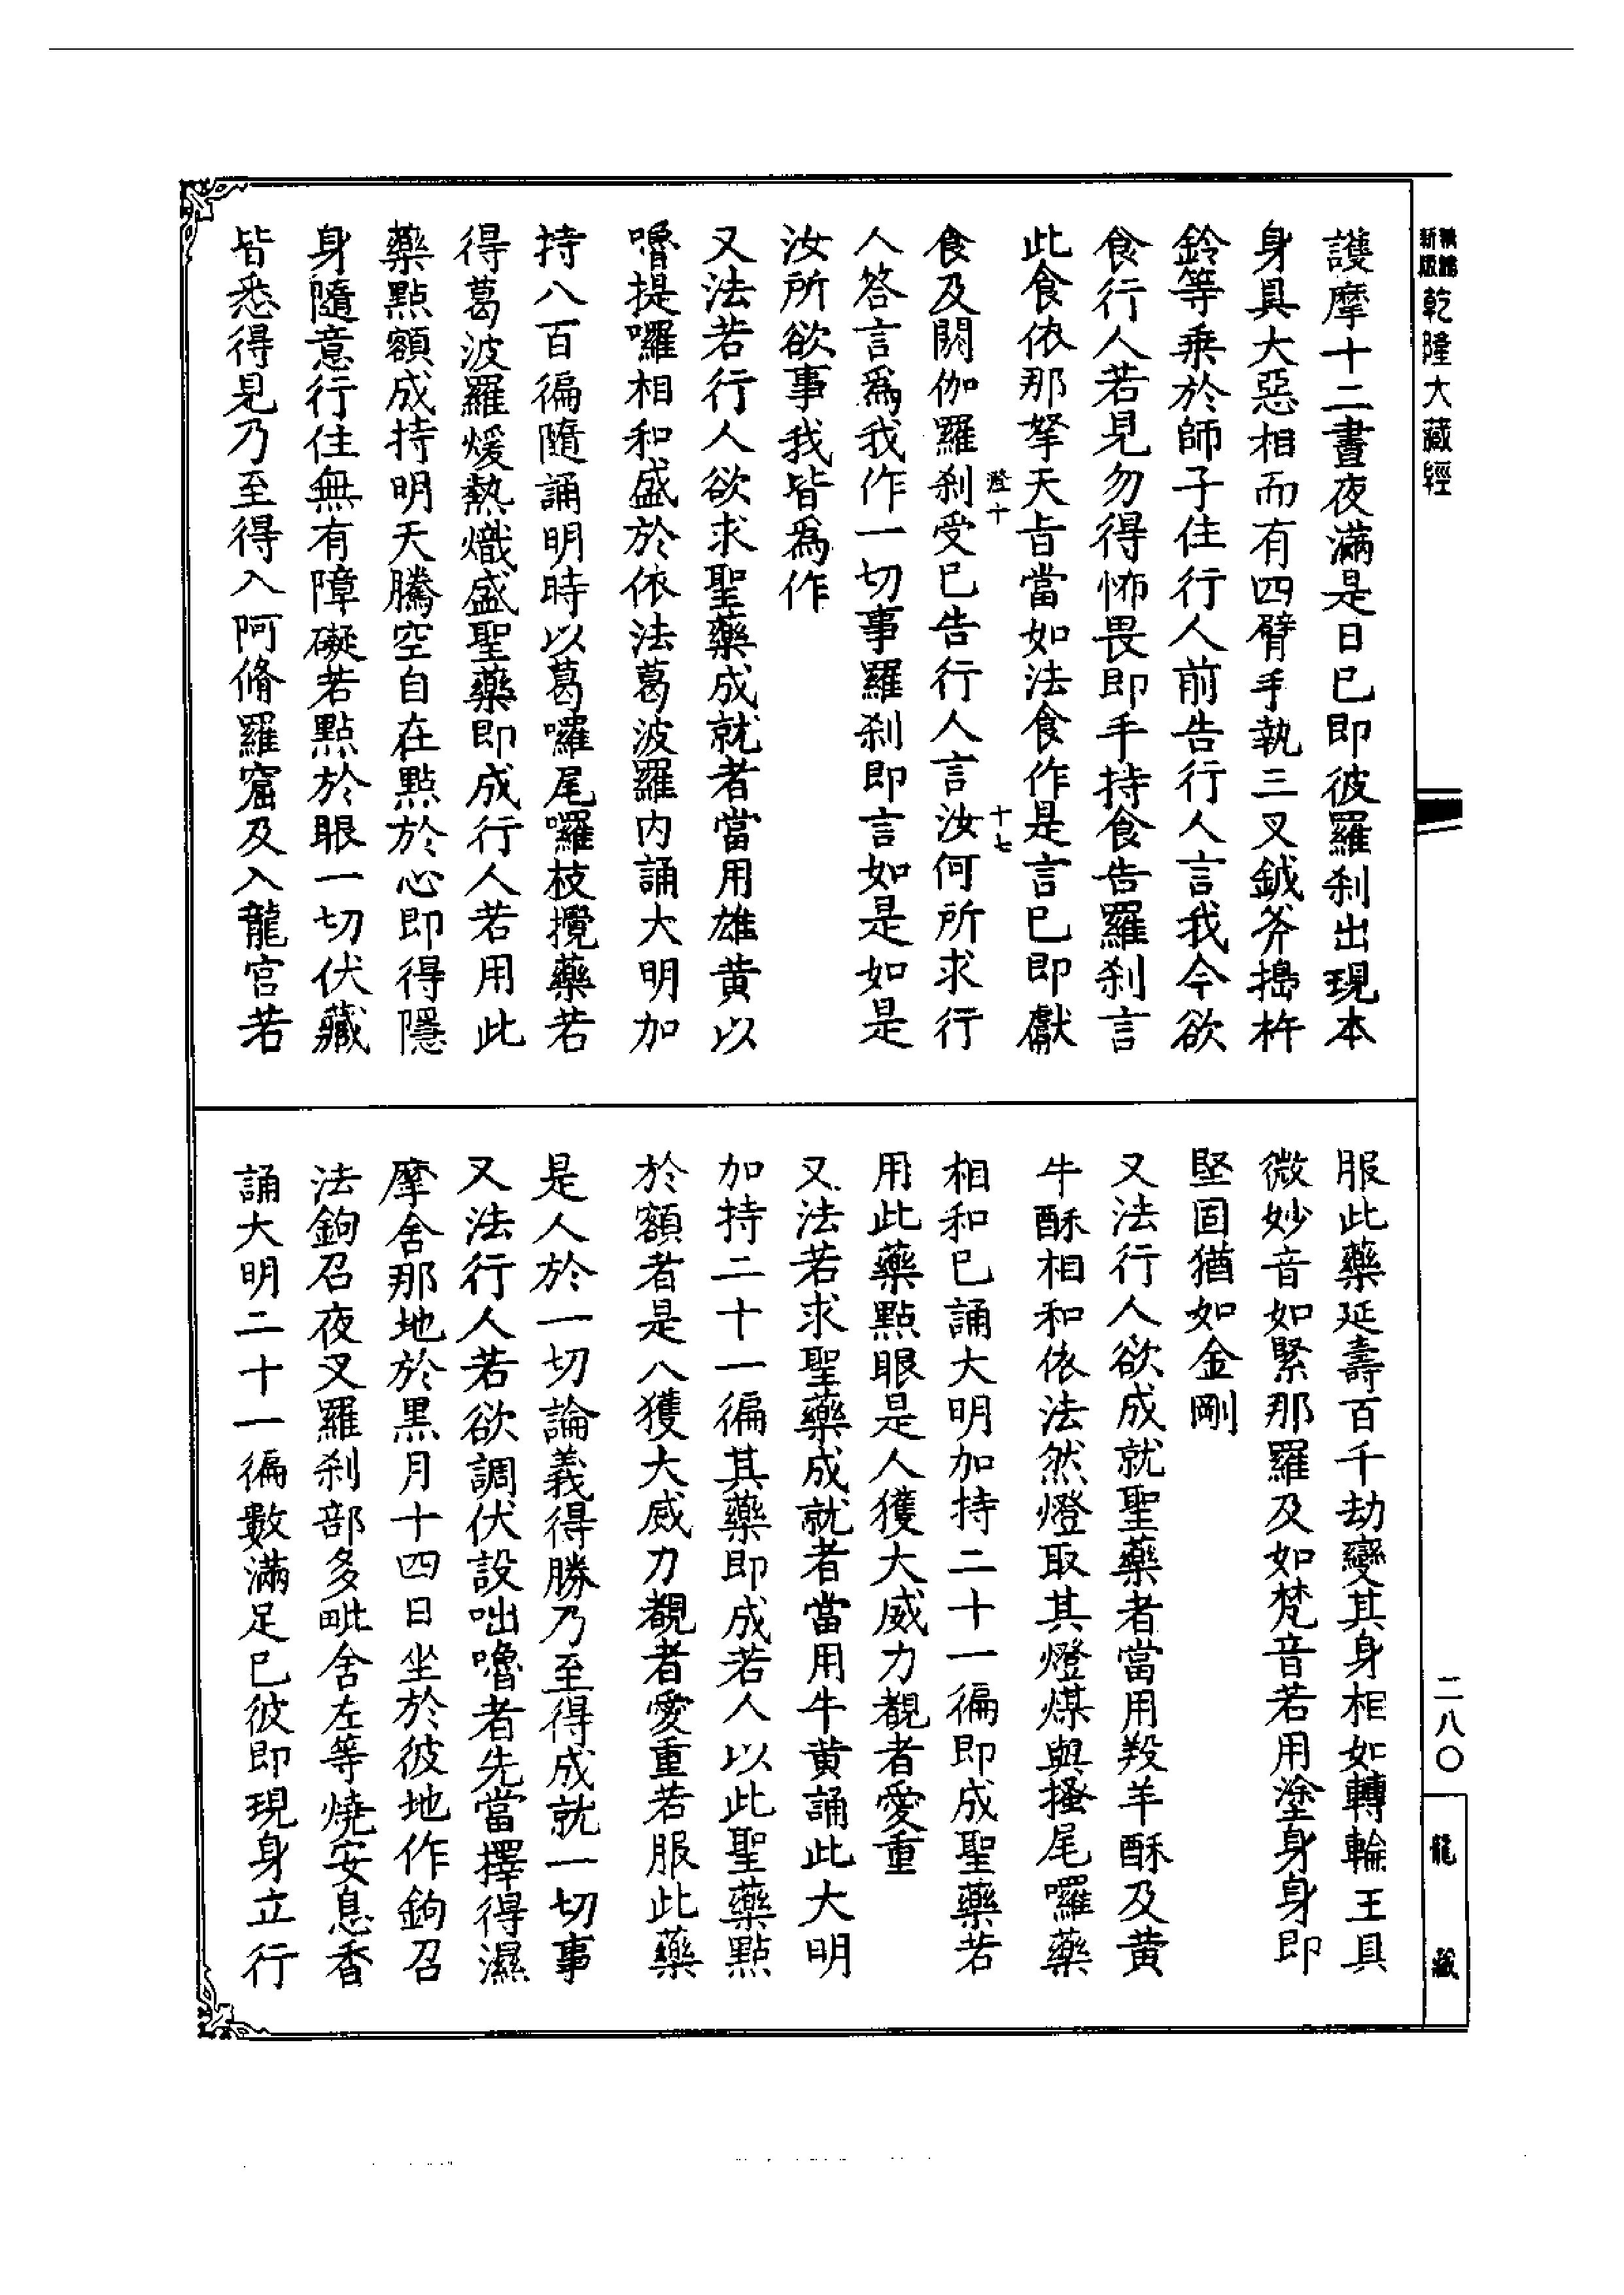 新版
乾隆大藏經
護摩十二晝夜滿是日已即彼羅刹出現本
身具大惡相而有四臂手執三叉鉞斧搗杵
鈴等乘於師子住行人前告行人言我今欲
食行人若見勿得怖畏即手持食告羅刹言
此食依那拏天旨當如法食作是言已即獻
澄十
十七
食及閼伽羅刹受已告行人言汝何所求行
人答言爲我作一切事羅刹即言如是如是
汝所欲事我皆爲作
又法若行人欲求聖藥成就者當用雄黄以
嚕提囉相和盛於依法葛波羅内誦大明加
持八百徧隨誦明時以葛囉尾囉枝攪藥若
得葛波羅煖熱熾盛聖藥即成行人若用此
藥點額成持明天騰空自在點於心即得隱
身隨意行住無有障礙若點於眼一切伏藏
皆悉得見乃至得入阿脩羅窟及入龍宫若
服此藥延壽百千劫變其身相如轉輪王具
微妙音如緊那羅及如梵音若用塗身身即
堅固猶如金剛
又法行人欲成就聖藥者當用羖羊酥及黄
牛酥相和依法然燈取其燈煤與搔尾囉藥
相和已誦大明加持二十一徧即成聖藥若
用此藥點眼是人獲大威力覩者愛重
又法若求聖藥成就者當用牛黄誦此大明
加持二十一徧其藥即成若人以此聖藥點
於額者是人獲大威力覩者愛重若服此藥
是人於一切論義得勝乃至得成就一切事
又法行人若欲調伏設咄嚕者先當擇得濕
摩舍那地於黑月十四日坐於彼地作鉤召
法鉤召夜叉羅刹部多毗舍左等燒安息香
誦大明二十一徧數滿足已彼即現身立行
二八〇
龍藏